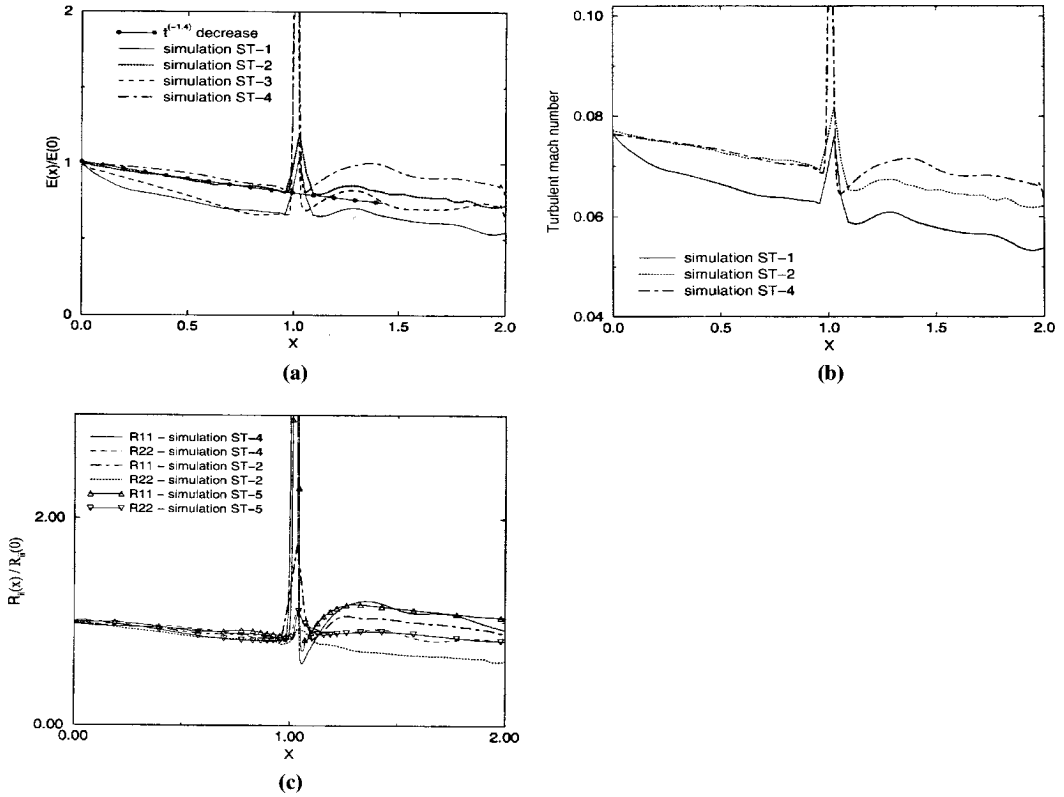 2
t^(-1.4) decrease
simulation ST-1
simulation ST-2
simulation ST-3
simulation ST-4
E(x)/E(0)
1
0
0.0 0.5 1.0 1.5 2.0
X
(a)
0.10
0.08
Turbulent mach number
0.06
simulation ST-1
simulation ST-2
simulation ST-4
0.04
0.0 0.5 1.0 1.5 2.0
X
(b)
R11 - simulation ST-4
R22 - simulation ST-4
R11 - simulation ST-2
R22 - simulation ST-2
R11 - simulation ST-5
R22 - simulation ST-5
2.00
R_ii(x) / R_ii(0)
0.00
0.00 1.00 2.00
X
(c)